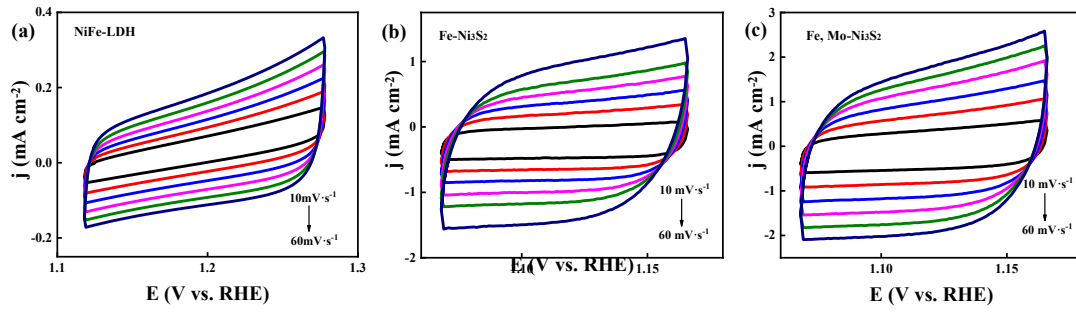 (a)
NiFe-LDH
j (mA cm-2)
0.4
0.2
0.0
-0.2
10mV·s-1
60mV·s-1
1.1
1.2
1.3
E (V vs. RHE)
(b)
Fe-Ni3S2
j (mA cm-2)
1
0
-1
-2
10 mV·s-1
60 mV·s-1
1.10
1.15
E (V vs. RHE)
(c)
Fe, Mo-Ni3S2
j (mA cm-2)
3
2
1
0
-1
-2
10 mV·s-1
60 mV·s-1
1.10
1.15
E (V vs. RHE)